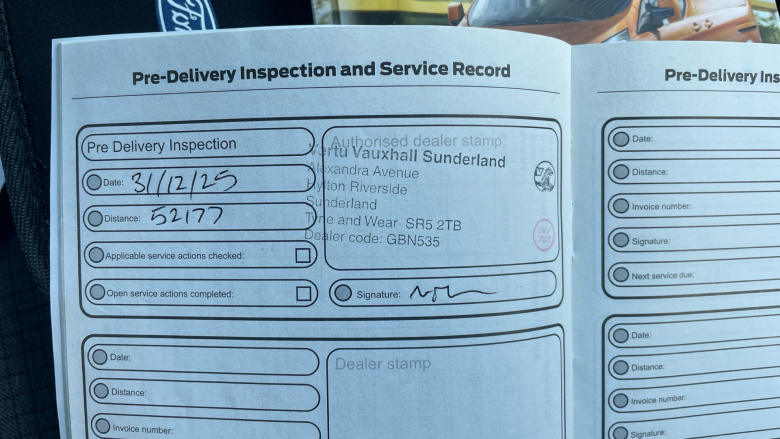 Ford
Pre-Delivery Inspection and Service Record
Pre Delivery Inspection
Date: 31/12/25
Distance: 52177
Applicable service actions checked:
Open service actions completed:
Authorised dealer stamp
Vertu Vauxhall Sunderland
Alexandra Avenue
Hylton Riverside
Sunderland
Tyne and Wear SR5 2TB
Dealer code: GBN535
Signature:
Date:
Distance:
Invoice number:
Dealer stamp
Pre-Delivery Ins
Date:
Distance:
Invoice number:
Signature:
Next service due:
Date:
Distance:
Invoice number:
Signature: